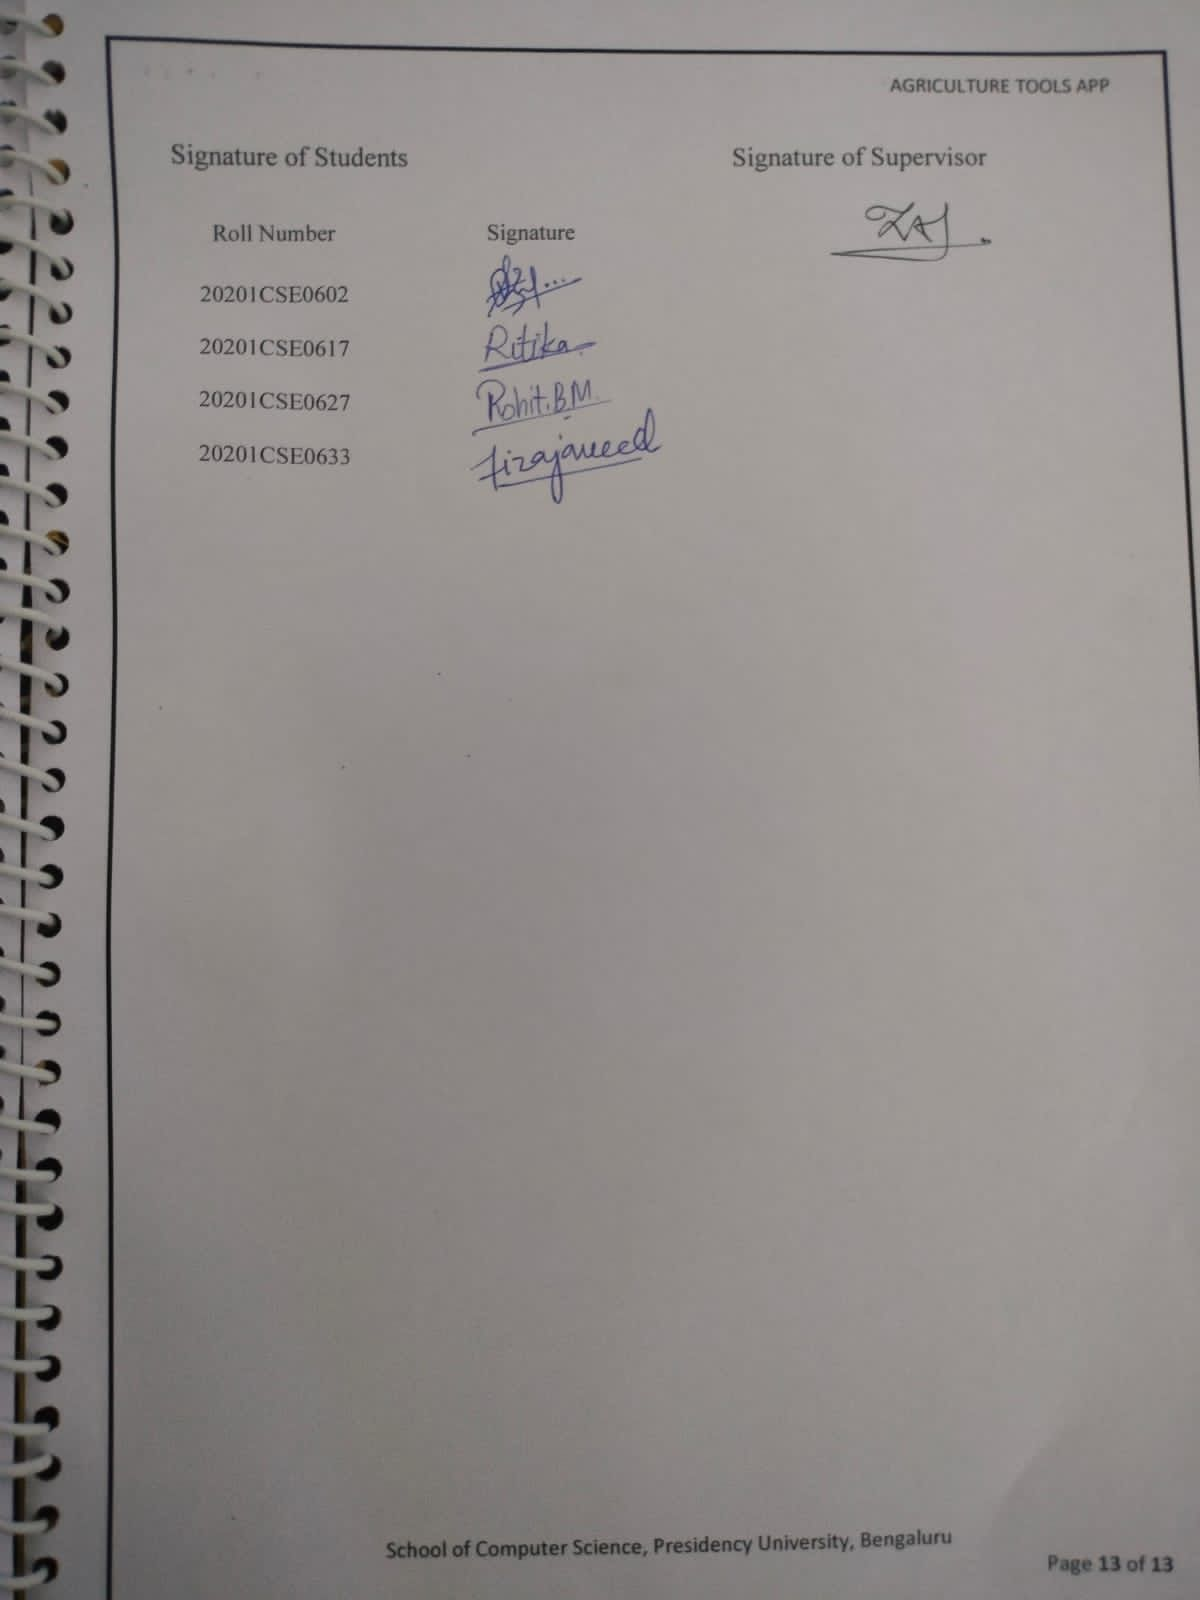 AGRICULTURE TOOLS APP
Signature of Students
Signature of Supervisor
Roll Number Signature
20201CSE0602
20201CSE0617 Ritika
20201CSE0627 Rohit.B.M.
20201CSE0633
School of Computer Science, Presidency University, Bengaluru
Page 13 of 13